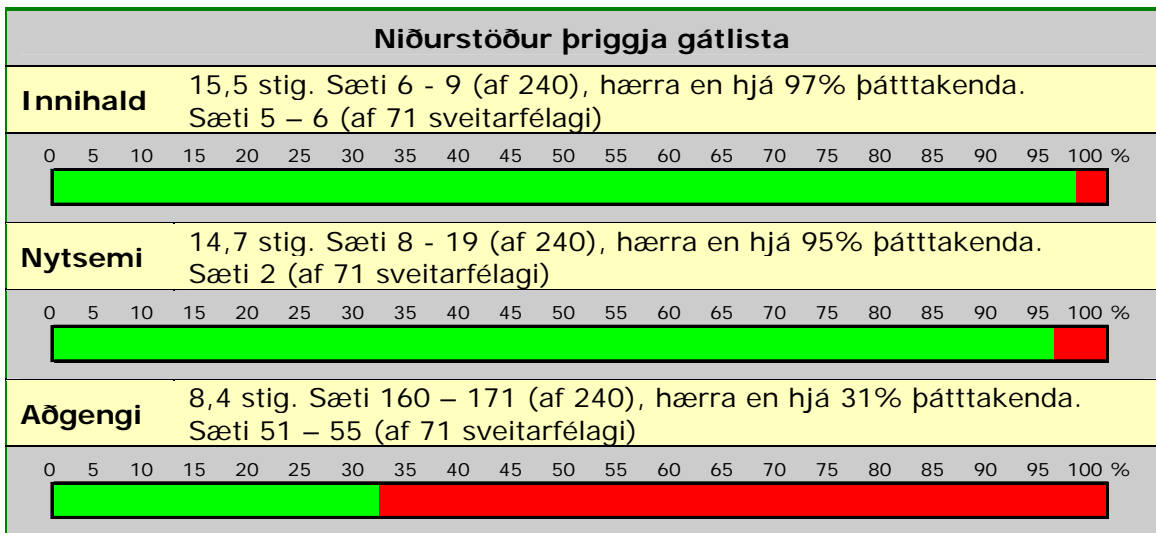 Niðurstöður þriggja gátlista
Innihald
15,5 stig. Sæti 6 - 9 (af 240), hærra en hjá 97% þátttakenda.
Sæti 5 – 6 (af 71 sveitarfélagi)
0 5 10 15 20 25 30 35 40 45 50 55 60 65 70 75 80 85 90 95 100 %
Nytsemi
14,7 stig. Sæti 8 - 19 (af 240), hærra en hjá 95% þátttakenda.
Sæti 2 (af 71 sveitarfélagi)
0 5 10 15 20 25 30 35 40 45 50 55 60 65 70 75 80 85 90 95 100 %
Aðgengi
8,4 stig. Sæti 160 – 171 (af 240), hærra en hjá 31% þátttakenda.
Sæti 51 – 55 (af 71 sveitarfélagi)
0 5 10 15 20 25 30 35 40 45 50 55 60 65 70 75 80 85 90 95 100 %